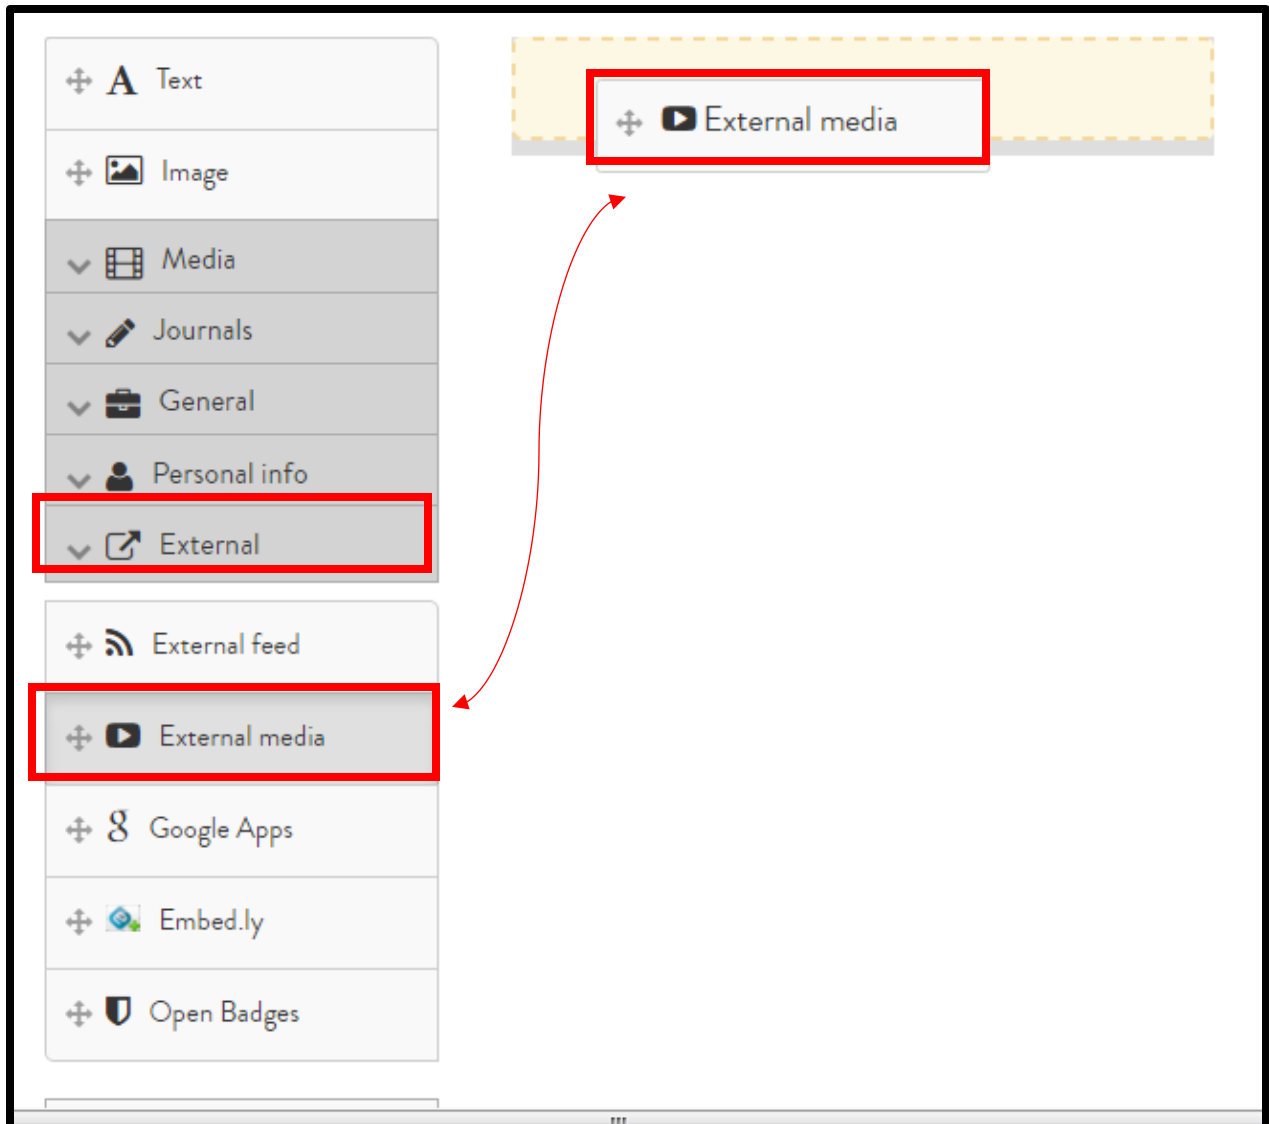 Text
Image
Media
Journals
General
Personal info
External
External feed
External media
Google Apps
Embed.ly
Open Badges
External media